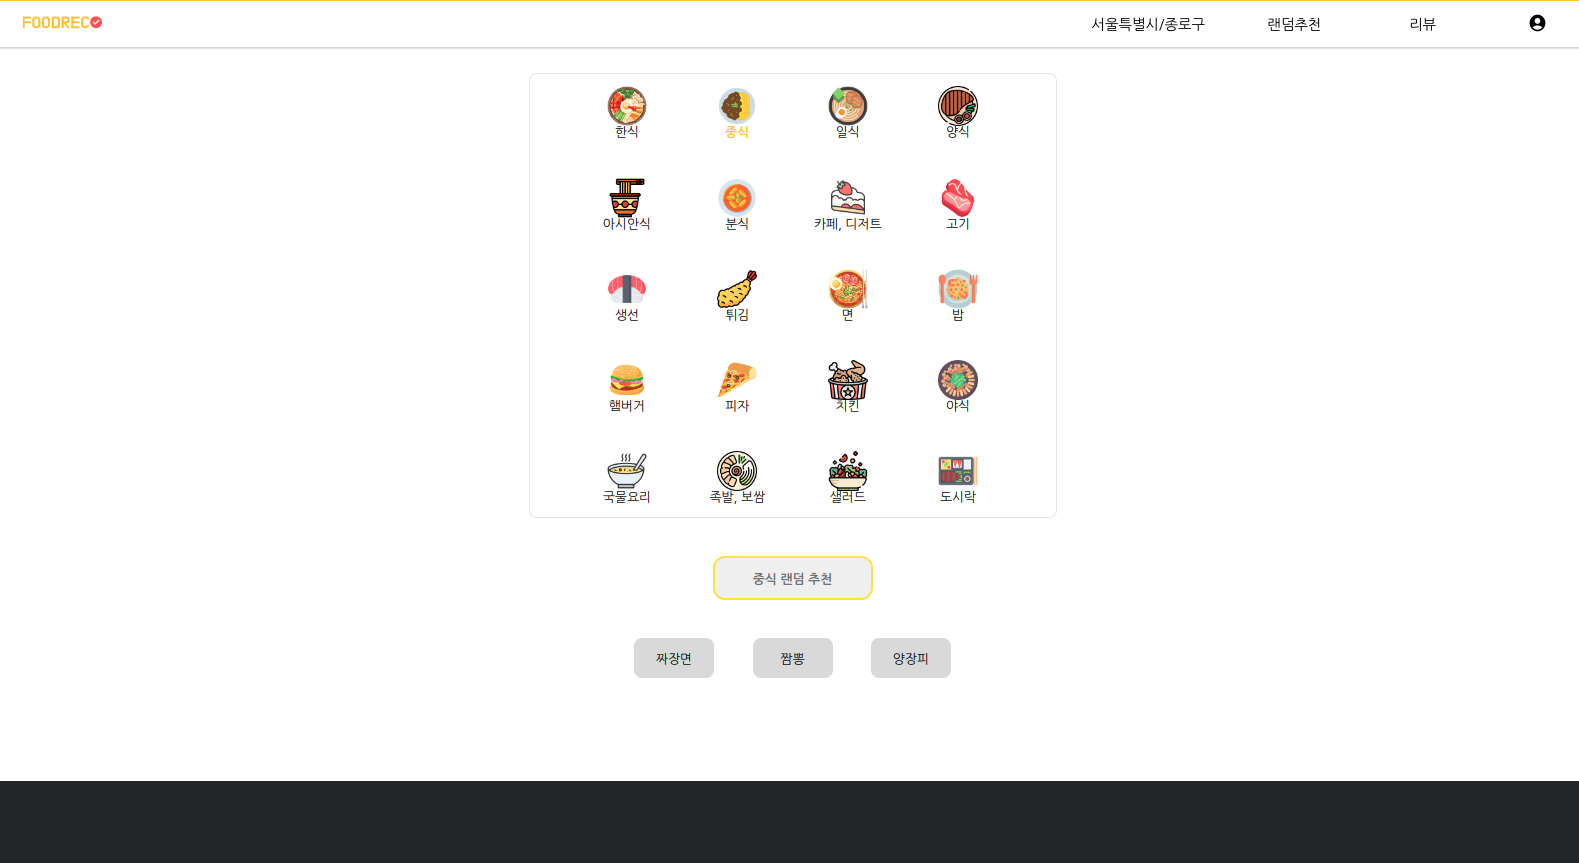 FOODREC
서울특별시/종로구 랜덤추천 리뷰
한식 중식 일식 양식
아시안식 분식 카페, 디저트 고기
생선 튀김 면 밥
햄버거 피자 치킨 야식
국물요리 족발, 보쌈 샐러드 도시락
중식 랜덤 추천
짜장면 짬뽕 양장피